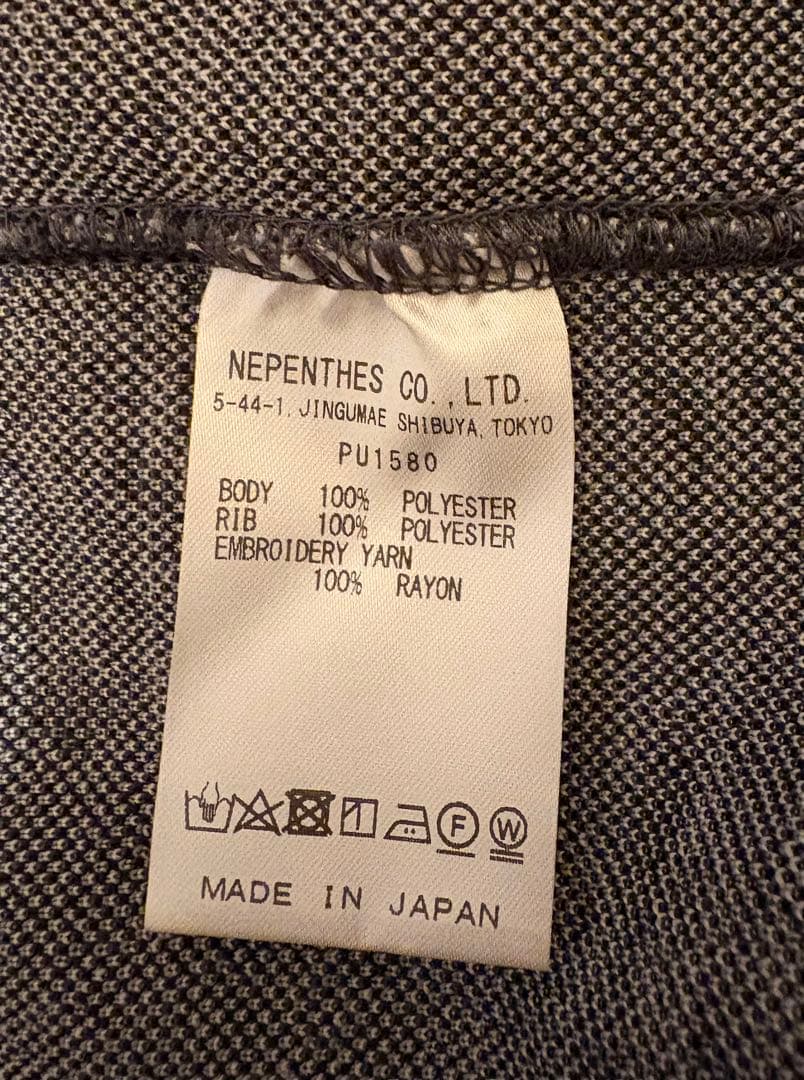 NEPENTHES CO., LTD.
5-44-1, JINGUMAE SHIBUYA, TOKYO
PU1580
BODY 100% POLYESTER
RIB 100% POLYESTER
EMBROIDERY YARN
100% RAYON
F W
MADE IN JAPAN